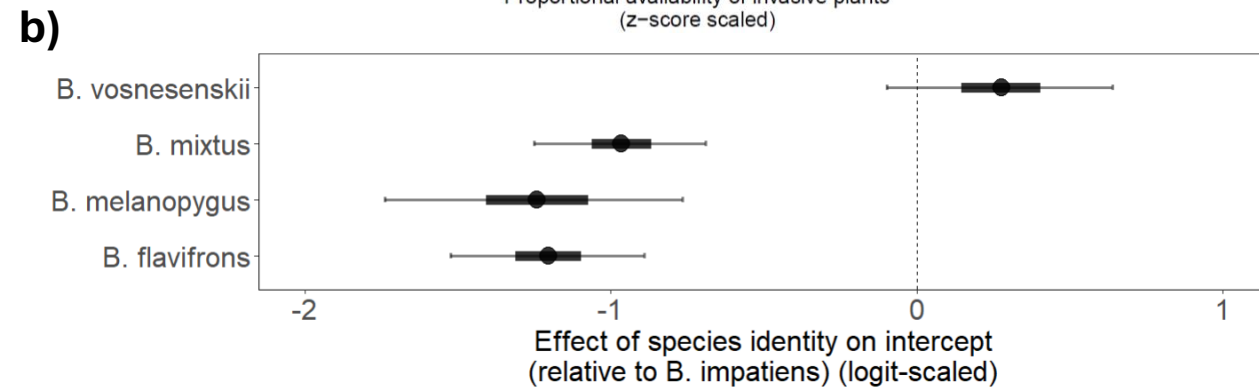 Proportional availability of invasive plants
(z−score scaled)
b)
B. vosnesenskii
B. mixtus
B. melanopygus
B. flavifrons
-2 -1 0 1
Effect of species identity on intercept
(relative to B. impatiens) (logit-scaled)